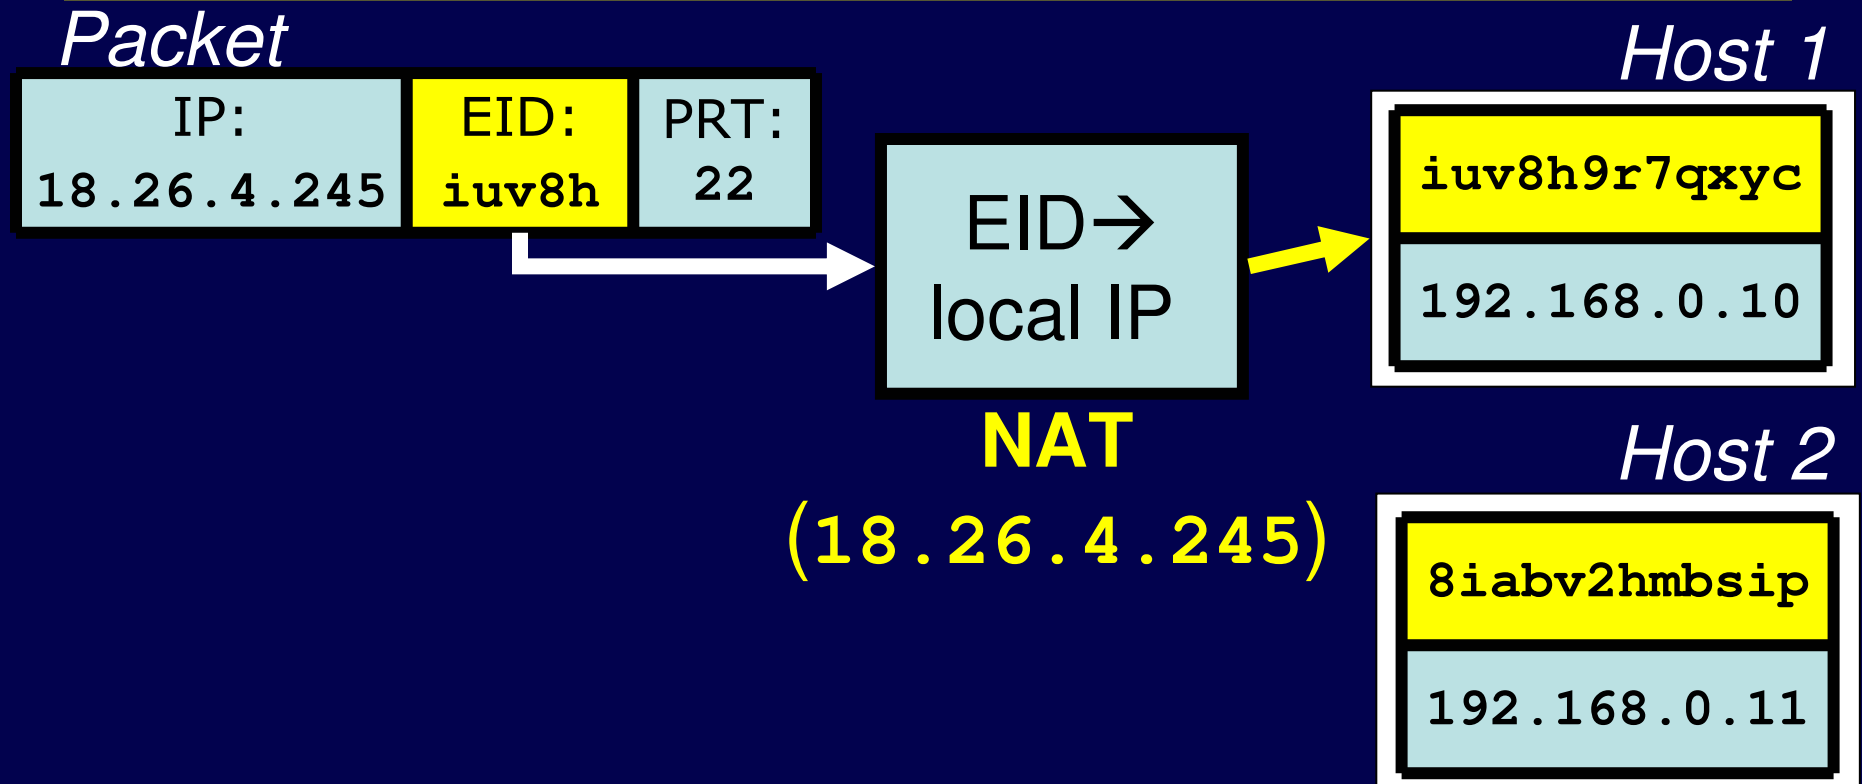 Packet
IP:
18.26.4.245
EID:
iuv8h
PRT:
22
EID→
local IP
NAT
(18.26.4.245)
Host 1
iuv8h9r7qxyc
192.168.0.10
Host 2
8iabv2hmbsip
192.168.0.11